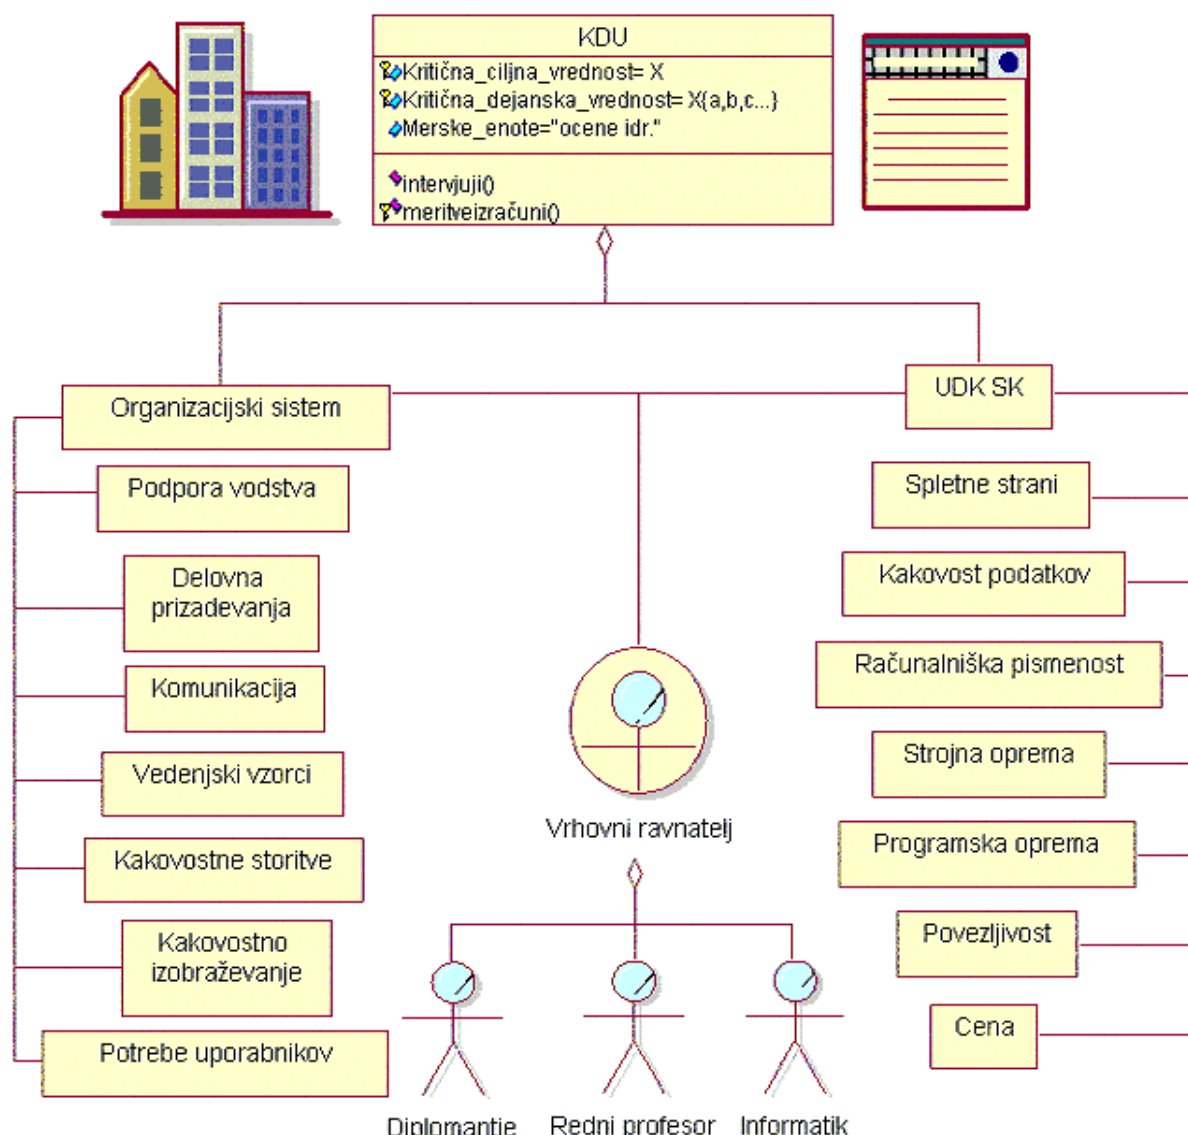 KDU
Kritična_ciljna_vrednost= X
Kritična_dejanska_vrednost= X{a,b,c...}
Merske_enote="ocene idr."
intervjuji()
meritveizračuni()
Organizacijski sistem
UDK SK
Podpora vodstva
Delovna
prizadevanja
Komunikacija
Vedenjski vzorci
Kakovostne storitve
Kakovostno
izobraževanje
Potrebe uporabnikov
Spletne strani
Kakovost podatkov
Računalniška pismenost
Strojna oprema
Programska oprema
Povezljivost
Cena
Vrhovni ravnatelj
Diplomantje
Redni profesor
Informatik